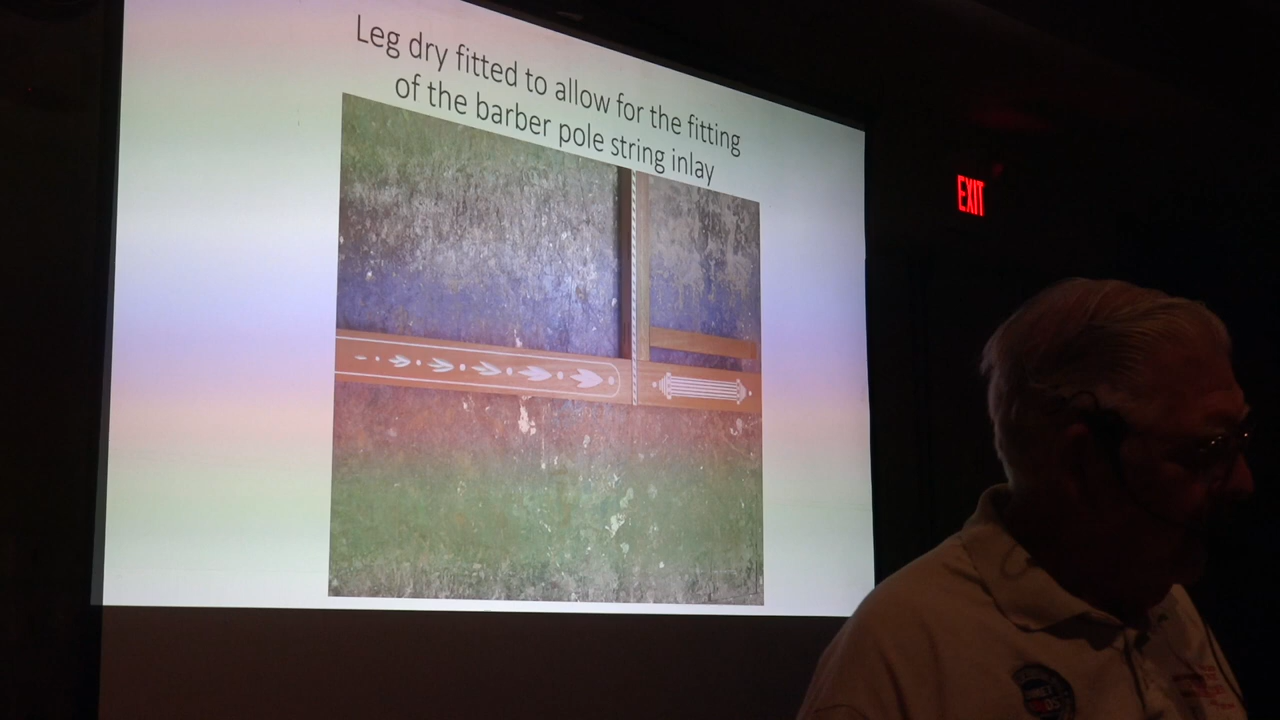 Leg dry fitted to allow for the fitting
of the barber pole string inlay
EXIT